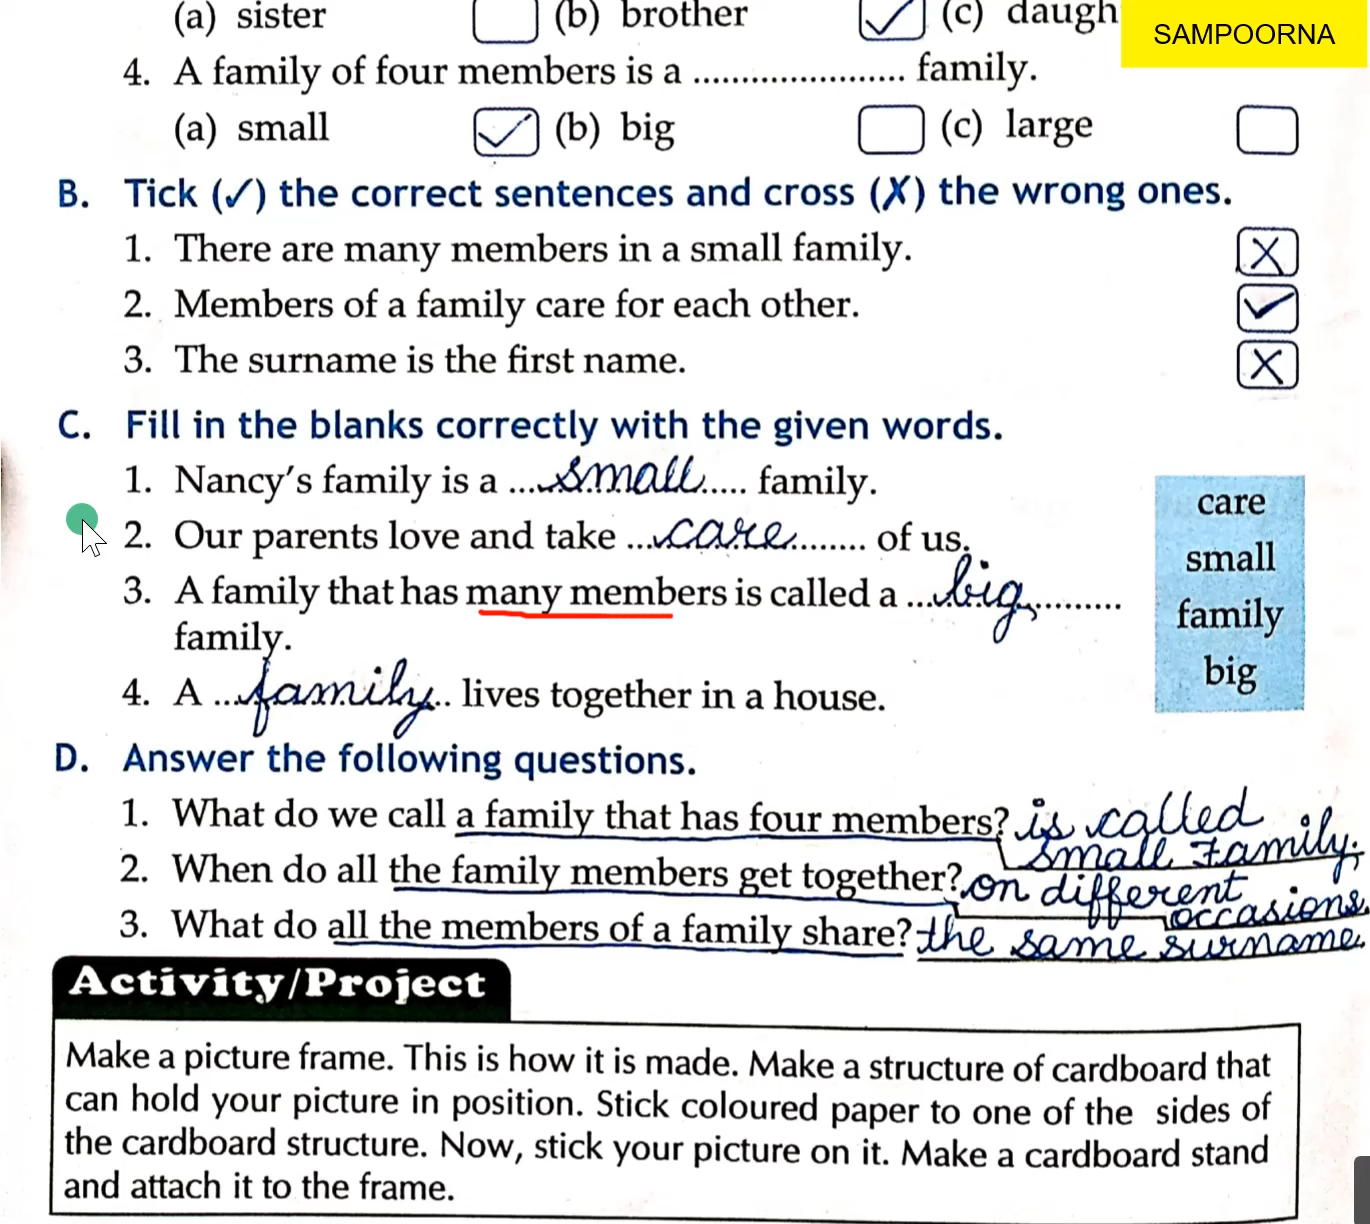 (a) sister (b) brother ✓ (c) daugh
SAMPOORNA
4. A family of four members is a ...................... family.
(a) small ✓ (b) big (c) large
B. Tick (✓) the correct sentences and cross (✗) the wrong ones.
1. There are many members in a small family. X
2. Members of a family care for each other. ✓
3. The surname is the first name. X
C. Fill in the blanks correctly with the given words.
1. Nancy's family is a ...small..... family.
2. Our parents love and take ...care........ of us.
3. A family that has many members is called a ...big..........
family.
4. A ...family.. lives together in a house.
care
small
family
big
D. Answer the following questions.
1. What do we call a family that has four members? is called
small family.
2. When do all the family members get together? on different
occasions.
3. What do all the members of a family share? the same surname.
Activity/Project
Make a picture frame. This is how it is made. Make a structure of cardboard that
can hold your picture in position. Stick coloured paper to one of the sides of
the cardboard structure. Now, stick your picture on it. Make a cardboard stand
and attach it to the frame.